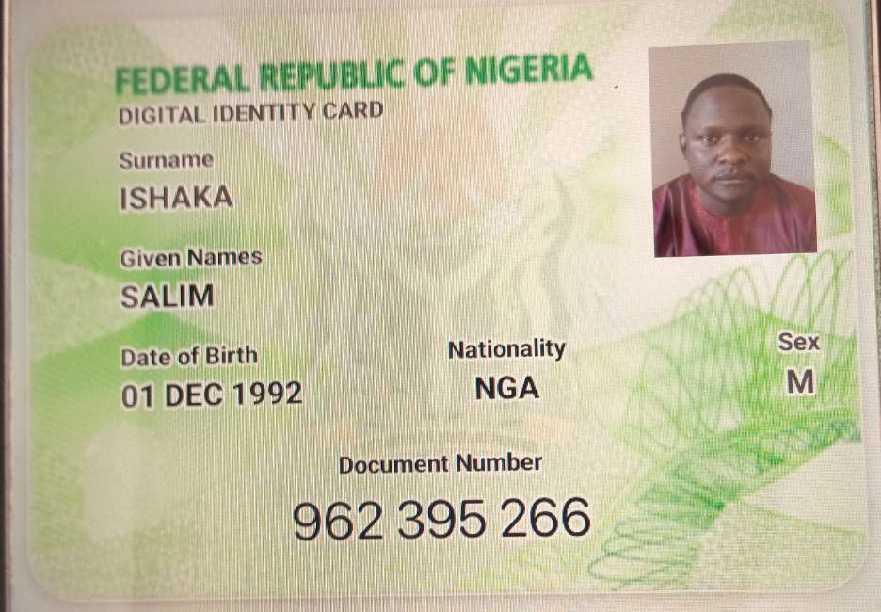 FEDERAL REPUBLIC OF NIGERIA
DIGITAL IDENTITY CARD
Surname
ISHAKA
Given Names
SALIM
Date of Birth
01 DEC 1992
Nationality
NGA
Sex
M
Document Number
962 395 266